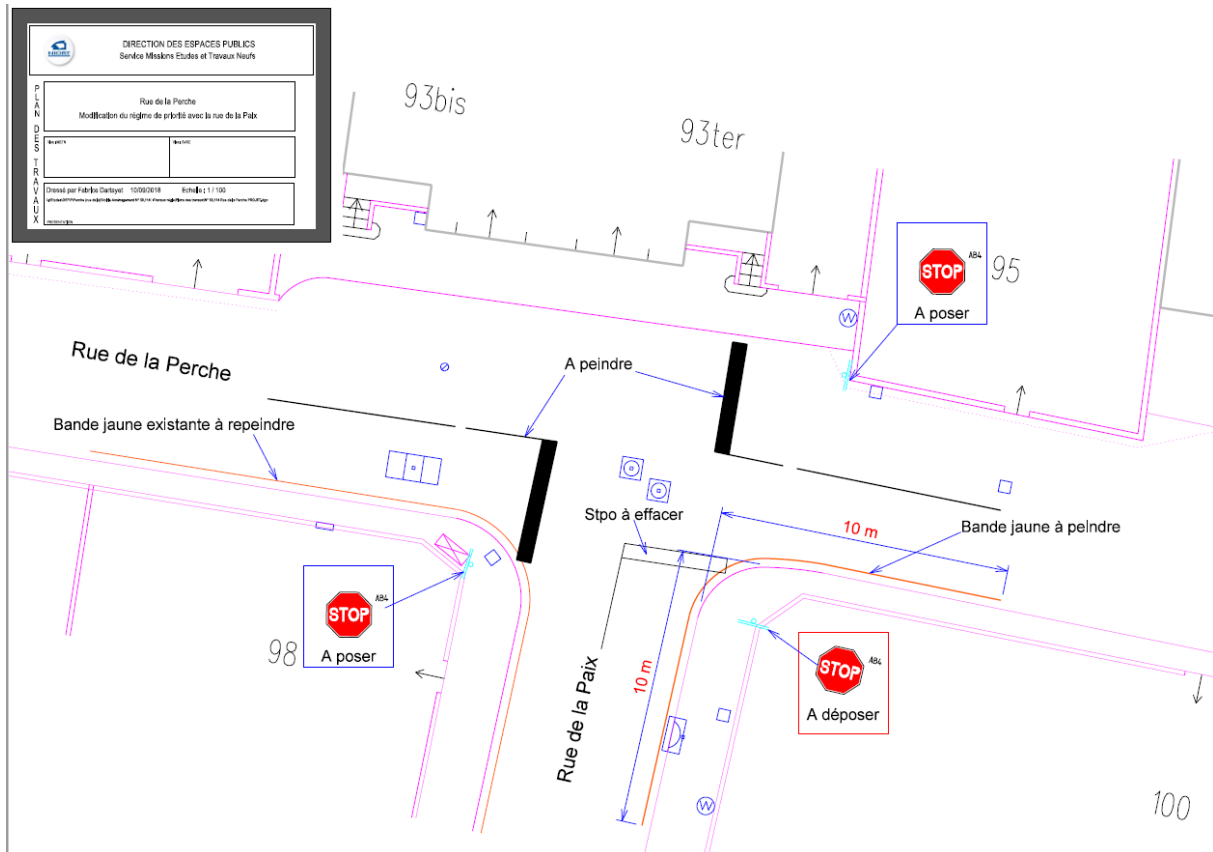 NIORT
DIRECTION DES ESPACES PUBLICS
Service Missions Etudes et Travaux Neufs
PLAN DES TRAVAUX
Rue de la Perche
Modification du régime de priorité avec la rue de la Paix
Dressé par Fabrice Dartayet 10/09/2018 Echelle : 1 / 100
PRESENTATION
93bis
93ter
STOP
AB4
A poser
95
W
Rue de la Perche
A peindre
Bande jaune existante à repeindre
Stpo à effacer
10 m
Bande jaune à peindre
STOP
AB4
A poser
98
Rue de la Paix
10 m
STOP
AB4
A déposer
W
100